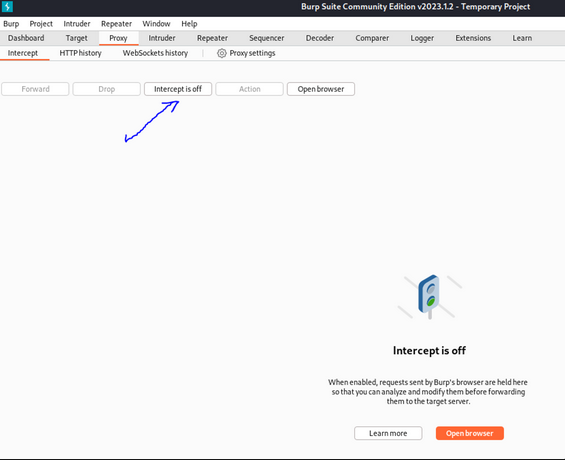 Burp Suite Community Edition v2023.1.2 - Temporary Project
Burp Project Intruder Repeater Window Help
Dashboard Target Proxy Intruder Repeater Sequencer Decoder Comparer Logger Extensions Learn
Intercept HTTP history WebSockets history Proxy settings
Forward Drop Intercept is off Action Open browser
Intercept is off
When enabled, requests sent by Burp's browser are held here
so that you can analyze and modify them before forwarding
them to the target server.
Learn more Open browser